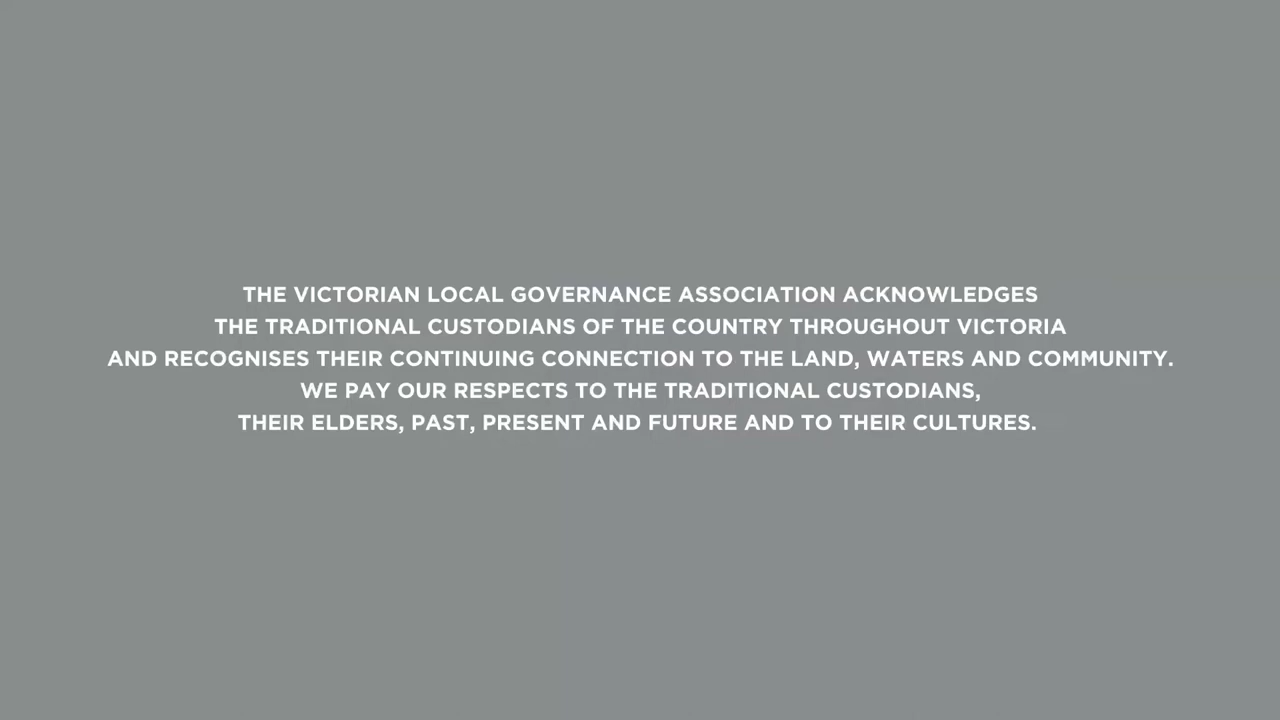 THE VICTORIAN LOCAL GOVERNANCE ASSOCIATION ACKNOWLEDGES
THE TRADITIONAL CUSTODIANS OF THE COUNTRY THROUGHOUT VICTORIA
AND RECOGNISES THEIR CONTINUING CONNECTION TO THE LAND, WATERS AND COMMUNITY.
WE PAY OUR RESPECTS TO THE TRADITIONAL CUSTODIANS,
THEIR ELDERS, PAST, PRESENT AND FUTURE AND TO THEIR CULTURES.